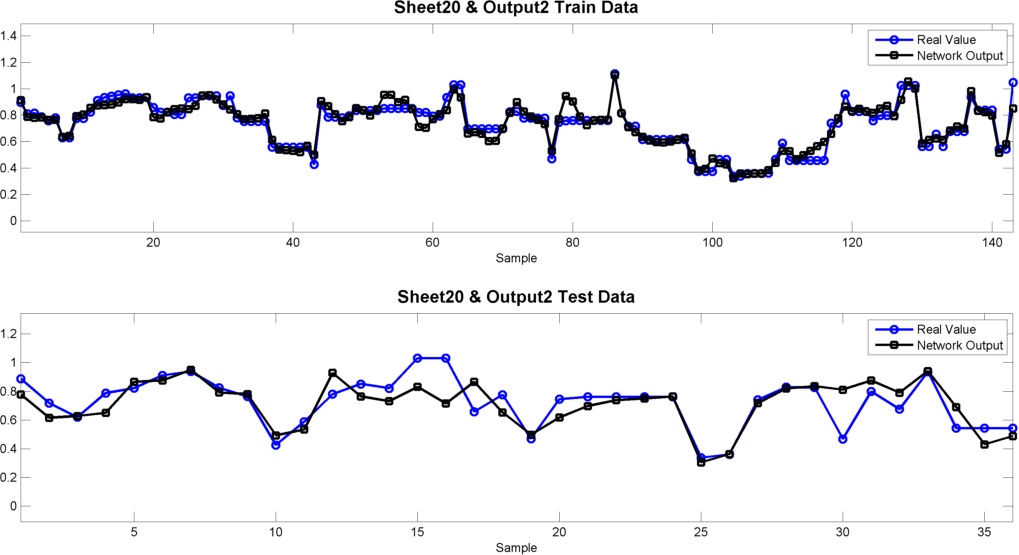 Sheet20 & Output2 Train Data
1.4
1.2
1
0.8
0.6
0.4
0.2
0
Real Value
Network Output
20 40 60 80 100 120 140
Sample
Sheet20 & Output2 Test Data
1.2
1
0.8
0.6
0.4
0.2
0
Real Value
Network Output
5 10 15 20 25 30 35
Sample